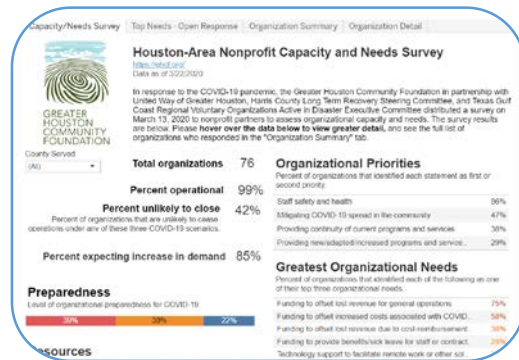 Capacity/Needs Survey Top Needs - Open Response Organization Summary Organization Detail
Houston-Area Nonprofit Capacity and Needs Survey
https://ghcf.org/
Data as of 3/22/2020
In response to the COVID-19 pandemic, the Greater Houston Community Foundation in partnership with
United Way of Greater Houston, Harris County Long Term Recovery Steering Committee, and Texas Gulf
Coast Regional Voluntary Organizations Active in Disaster Executive Committee distributed a survey on
March 13, 2020 to nonprofit partners to assess organizational capacity and needs. The survey results
are below. Please hover over the data below to view greater detail, and see the full list of
organizations who responded in the "Organization Summary" tab.
GREATER
HOUSTON
COMMUNITY
FOUNDATION
County Served
(All)
Total organizations 76
Percent operational 99%
Percent unlikely to close 42%
Percent of organizations that are unlikely to cease
operations under any of these three COVID-19 scenarios.
Percent expecting increase in demand 85%
Preparedness
Level of organizational preparedness for COVID-19
39% 39% 22%
Resources
Organizational Priorities
Percent of organizations that identified each statement as first or
second priority.
Staff safety and health 86%
Mitigating COVID-19 spread in the community 47%
Providing continuity of current programs and services 38%
Providing new/adapted/increased programs and service.. 29%
Greatest Organizational Needs
Percent of organizations that identified each of the following as one
of their top three organizational needs.
Funding to offset lost revenue for general operations 75%
Funding to offset increased costs associated with COVID.. 58%
Funding to offset lost revenue due to cost-reimbursement.. 38%
Funding to provide benefits/sick leave for staff or contract..
Technology support to facilitate remote work or other sol..